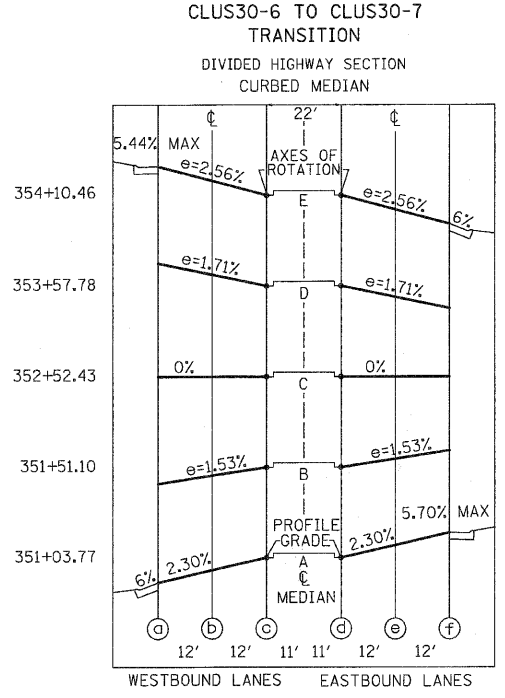 CLUS30-6 TO CLUS30-7
TRANSITION
DIVIDED HIGHWAY SECTION
CURBED MEDIAN
℄ 22' ℄
5.44% MAX
AXES OF
ROTATION
e=2.56% e=2.56%
354+10.46
E
6%
e=1.71% e=1.71%
353+57.78
D
0% 0%
352+52.43
C
e=1.53% e=1.53%
351+51.10
B
5.70% MAX
PROFILE
GRADE
2.30% 2.30%
351+03.77
A
6%
℄
MEDIAN
a b c d e f
12' 12' 11' 11' 12' 12'
WESTBOUND LANES EASTBOUND LANES